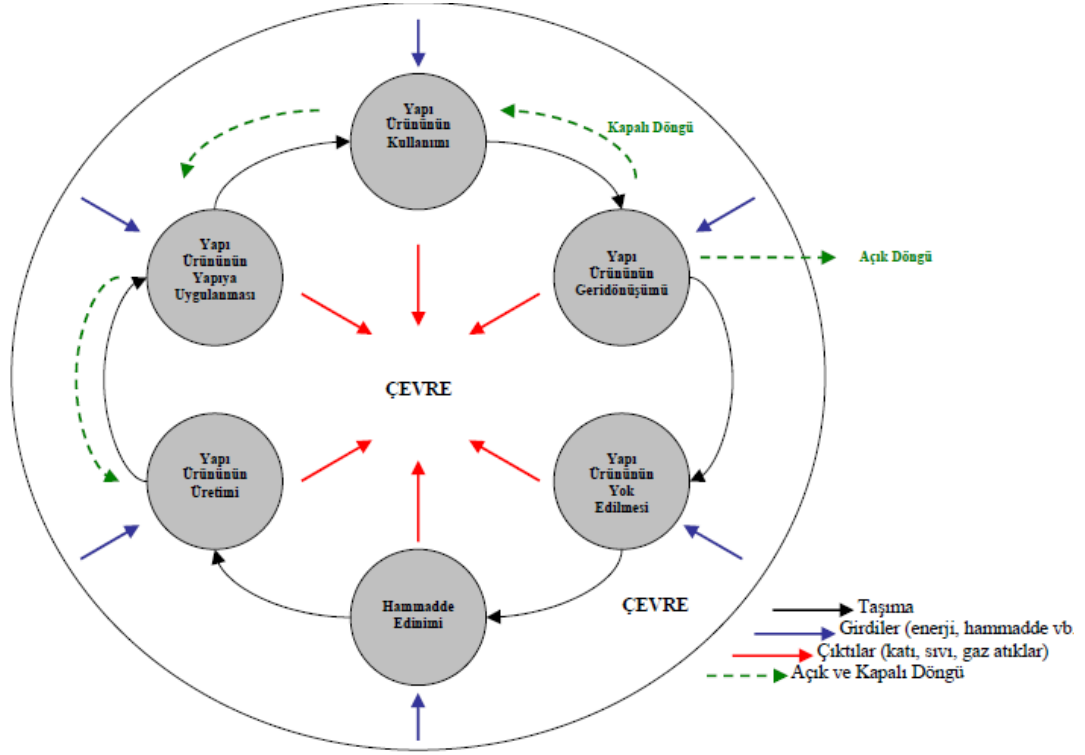 Yapı
Ürününün
Kullanımı
Kapalı Döngü
Yapı
Ürününün
Yapıya
Uygulanması
Yapı
Ürününün
Geridönüşümü
Açık Döngü
ÇEVRE
Yapı
Ürününün
Üretimi
Yapı
Ürününün
Yok
Edilmesi
Hammadde
Edinimi
ÇEVRE
Taşıma
Girdiler (enerji, hammadde vb.
Çıktılar (katı, sıvı, gaz atıklar)
Açık ve Kapalı Döngü